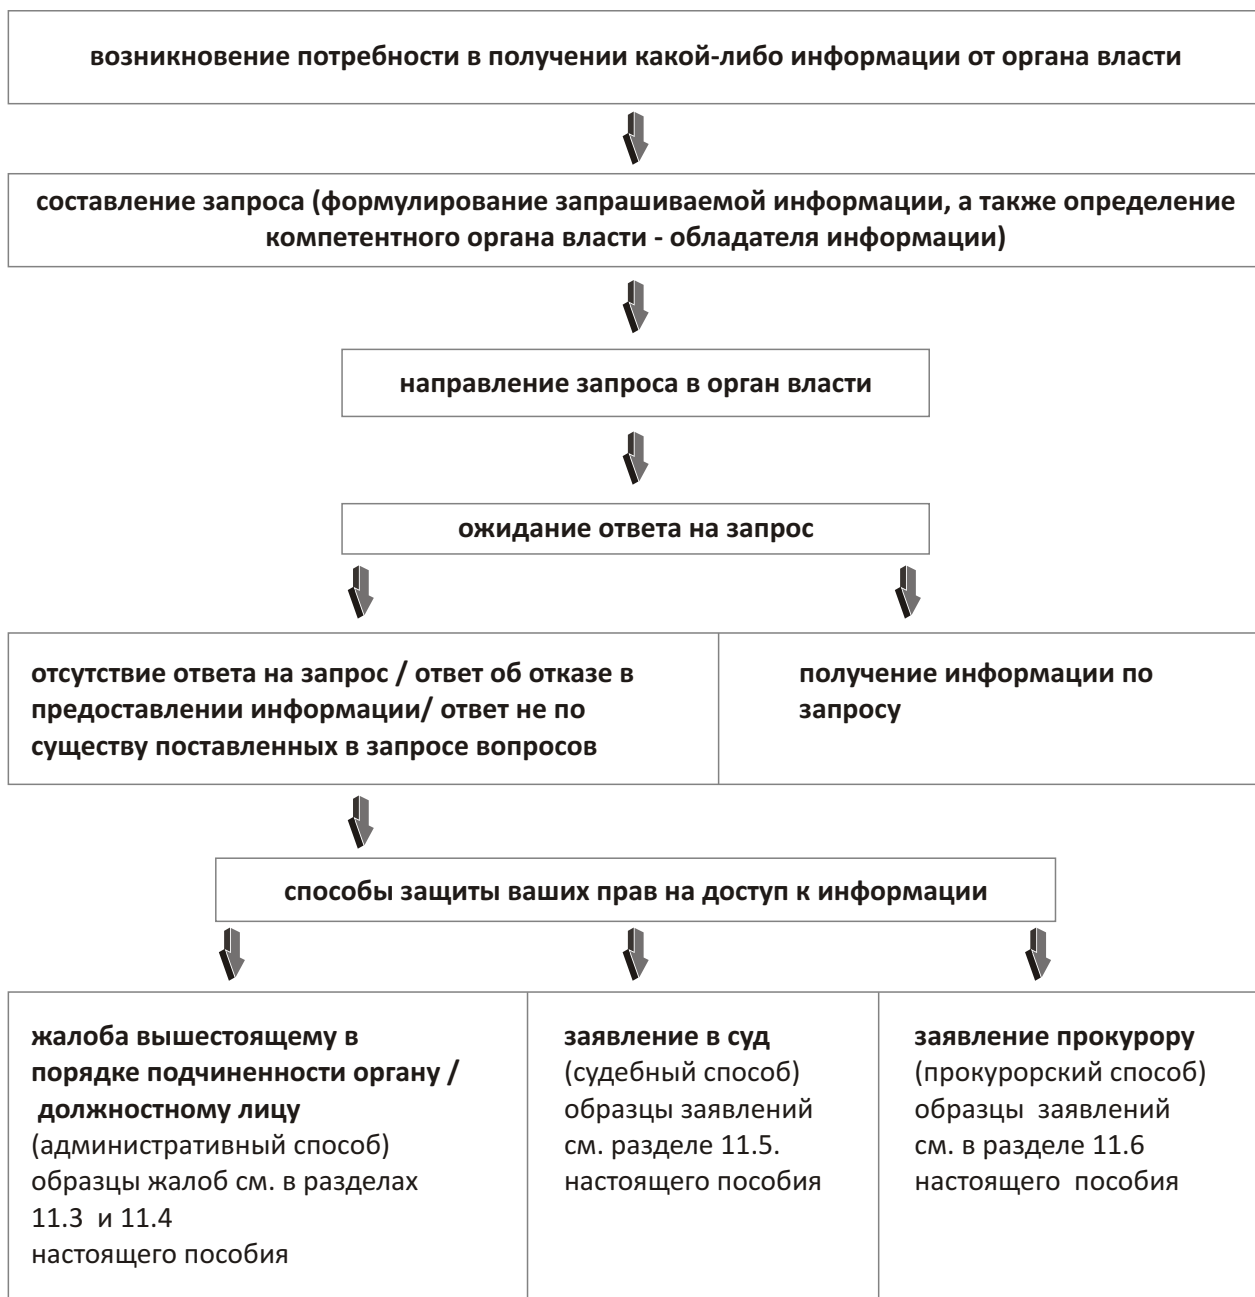 возникновение потребности в получении какой-либо информации от органа власти
составление запроса (формулирование запрашиваемой информации, а также определение
компетентного органа власти - обладателя информации)
направление запроса в орган власти
ожидание ответа на запрос
отсутствие ответа на запрос / ответ об отказе в
предоставлении информации/ ответ не по
существу поставленных в запросе вопросов
получение информации по
запросу
способы защиты ваших прав на доступ к информации
жалоба вышестоящему в
порядке подчиненности органу /
должностному лицу
(административный способ)
образцы жалоб см. в разделах
11.3 и 11.4
настоящего пособия
заявление в суд
(судебный способ)
образцы заявлений
см. разделе 11.5.
настоящего пособия
заявление прокурору
(прокурорский способ)
образцы заявлений
см. в разделе 11.6
настоящего пособия